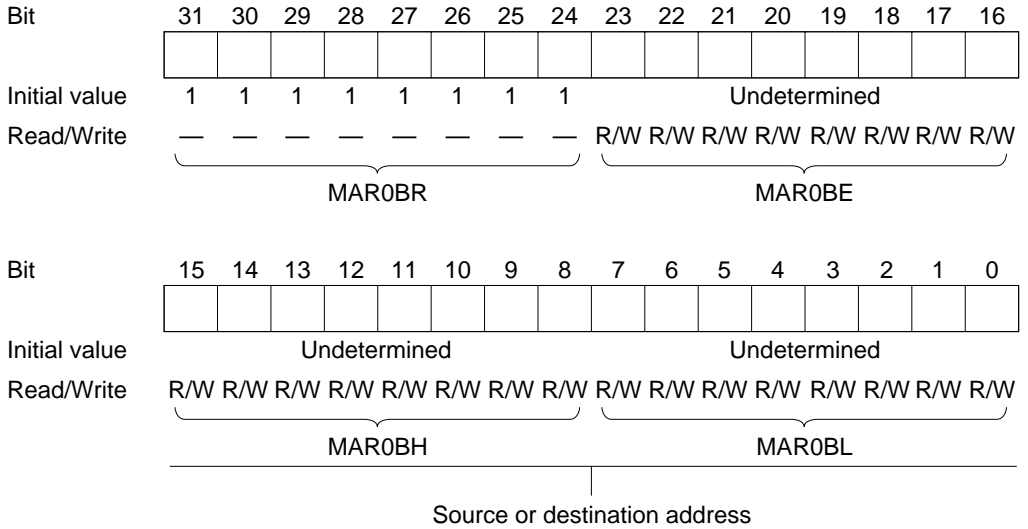 Bit 31 30 29 28 27 26 25 24 23 22 21 20 19 18 17 16
Initial value 1 1 1 1 1 1 1 1 Undetermined
Read/Write — — — — — — — — R/W R/W R/W R/W R/W R/W R/W R/W
MAR0BR MAR0BE
Bit 15 14 13 12 11 10 9 8 7 6 5 4 3 2 1 0
Initial value Undetermined Undetermined
Read/Write R/W R/W R/W R/W R/W R/W R/W R/W R/W R/W R/W R/W R/W R/W R/W R/W
MAR0BH MAR0BL
Source or destination address